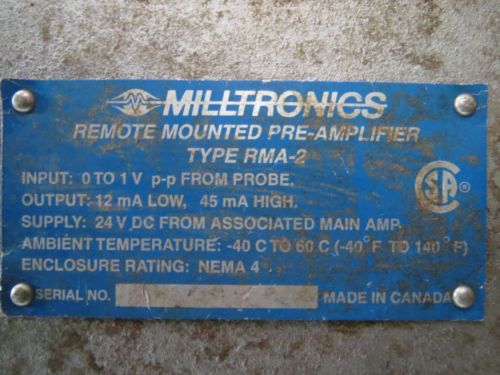 MILLTRONICS
REMOTE MOUNTED PRE-AMPLIFIER
TYPE RMA-2
INPUT: 0 TO 1 V p-p FROM PROBE.
OUTPUT: 12 mA LOW, 45 mA HIGH.
SUPPLY: 24 V DC FROM ASSOCIATED MAIN AMP.
AMBIENT TEMPERATURE: -40 C TO 60 C (-40°F TO 140°F)
ENCLOSURE RATING: NEMA 4
SERIAL NO.
MADE IN CANADA
CSA